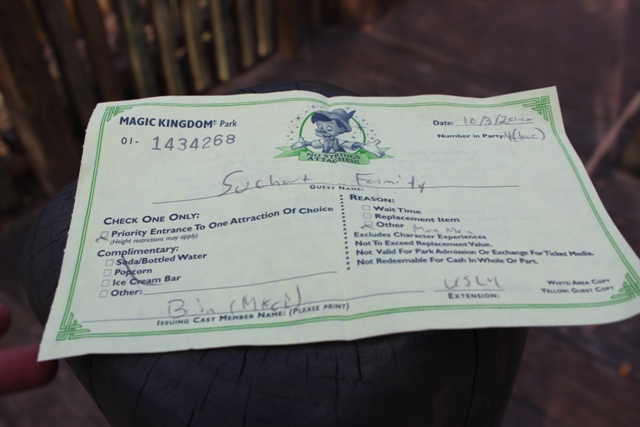 MAGIC KINGDOM® Park
01- 1434268
NO STRINGS
ATTACHED!
Date: 10/3/
Number in Party:
Family
GUEST NAME:
CHECK ONE ONLY:
Priority Entrance To One Attraction Of Choice
(Height restrictions may apply)
Complimentary:
Soda/Bottled Water
Popcorn
Ice Cream Bar
Other:
REASON:
Wait Time
Replacement Item
Other
Excludes Character Experiences
Not To Exceed Replacement Value.
Not Valid For Park Admission Or Exchange For Ticket Media.
Not Redeemable For Cash In Whole Or Part.
ISSUING CAST MEMBER NAME: (PLEASE PRINT)
EXTENSION:
WHITE: AREA COPY
YELLOW: GUEST COPY